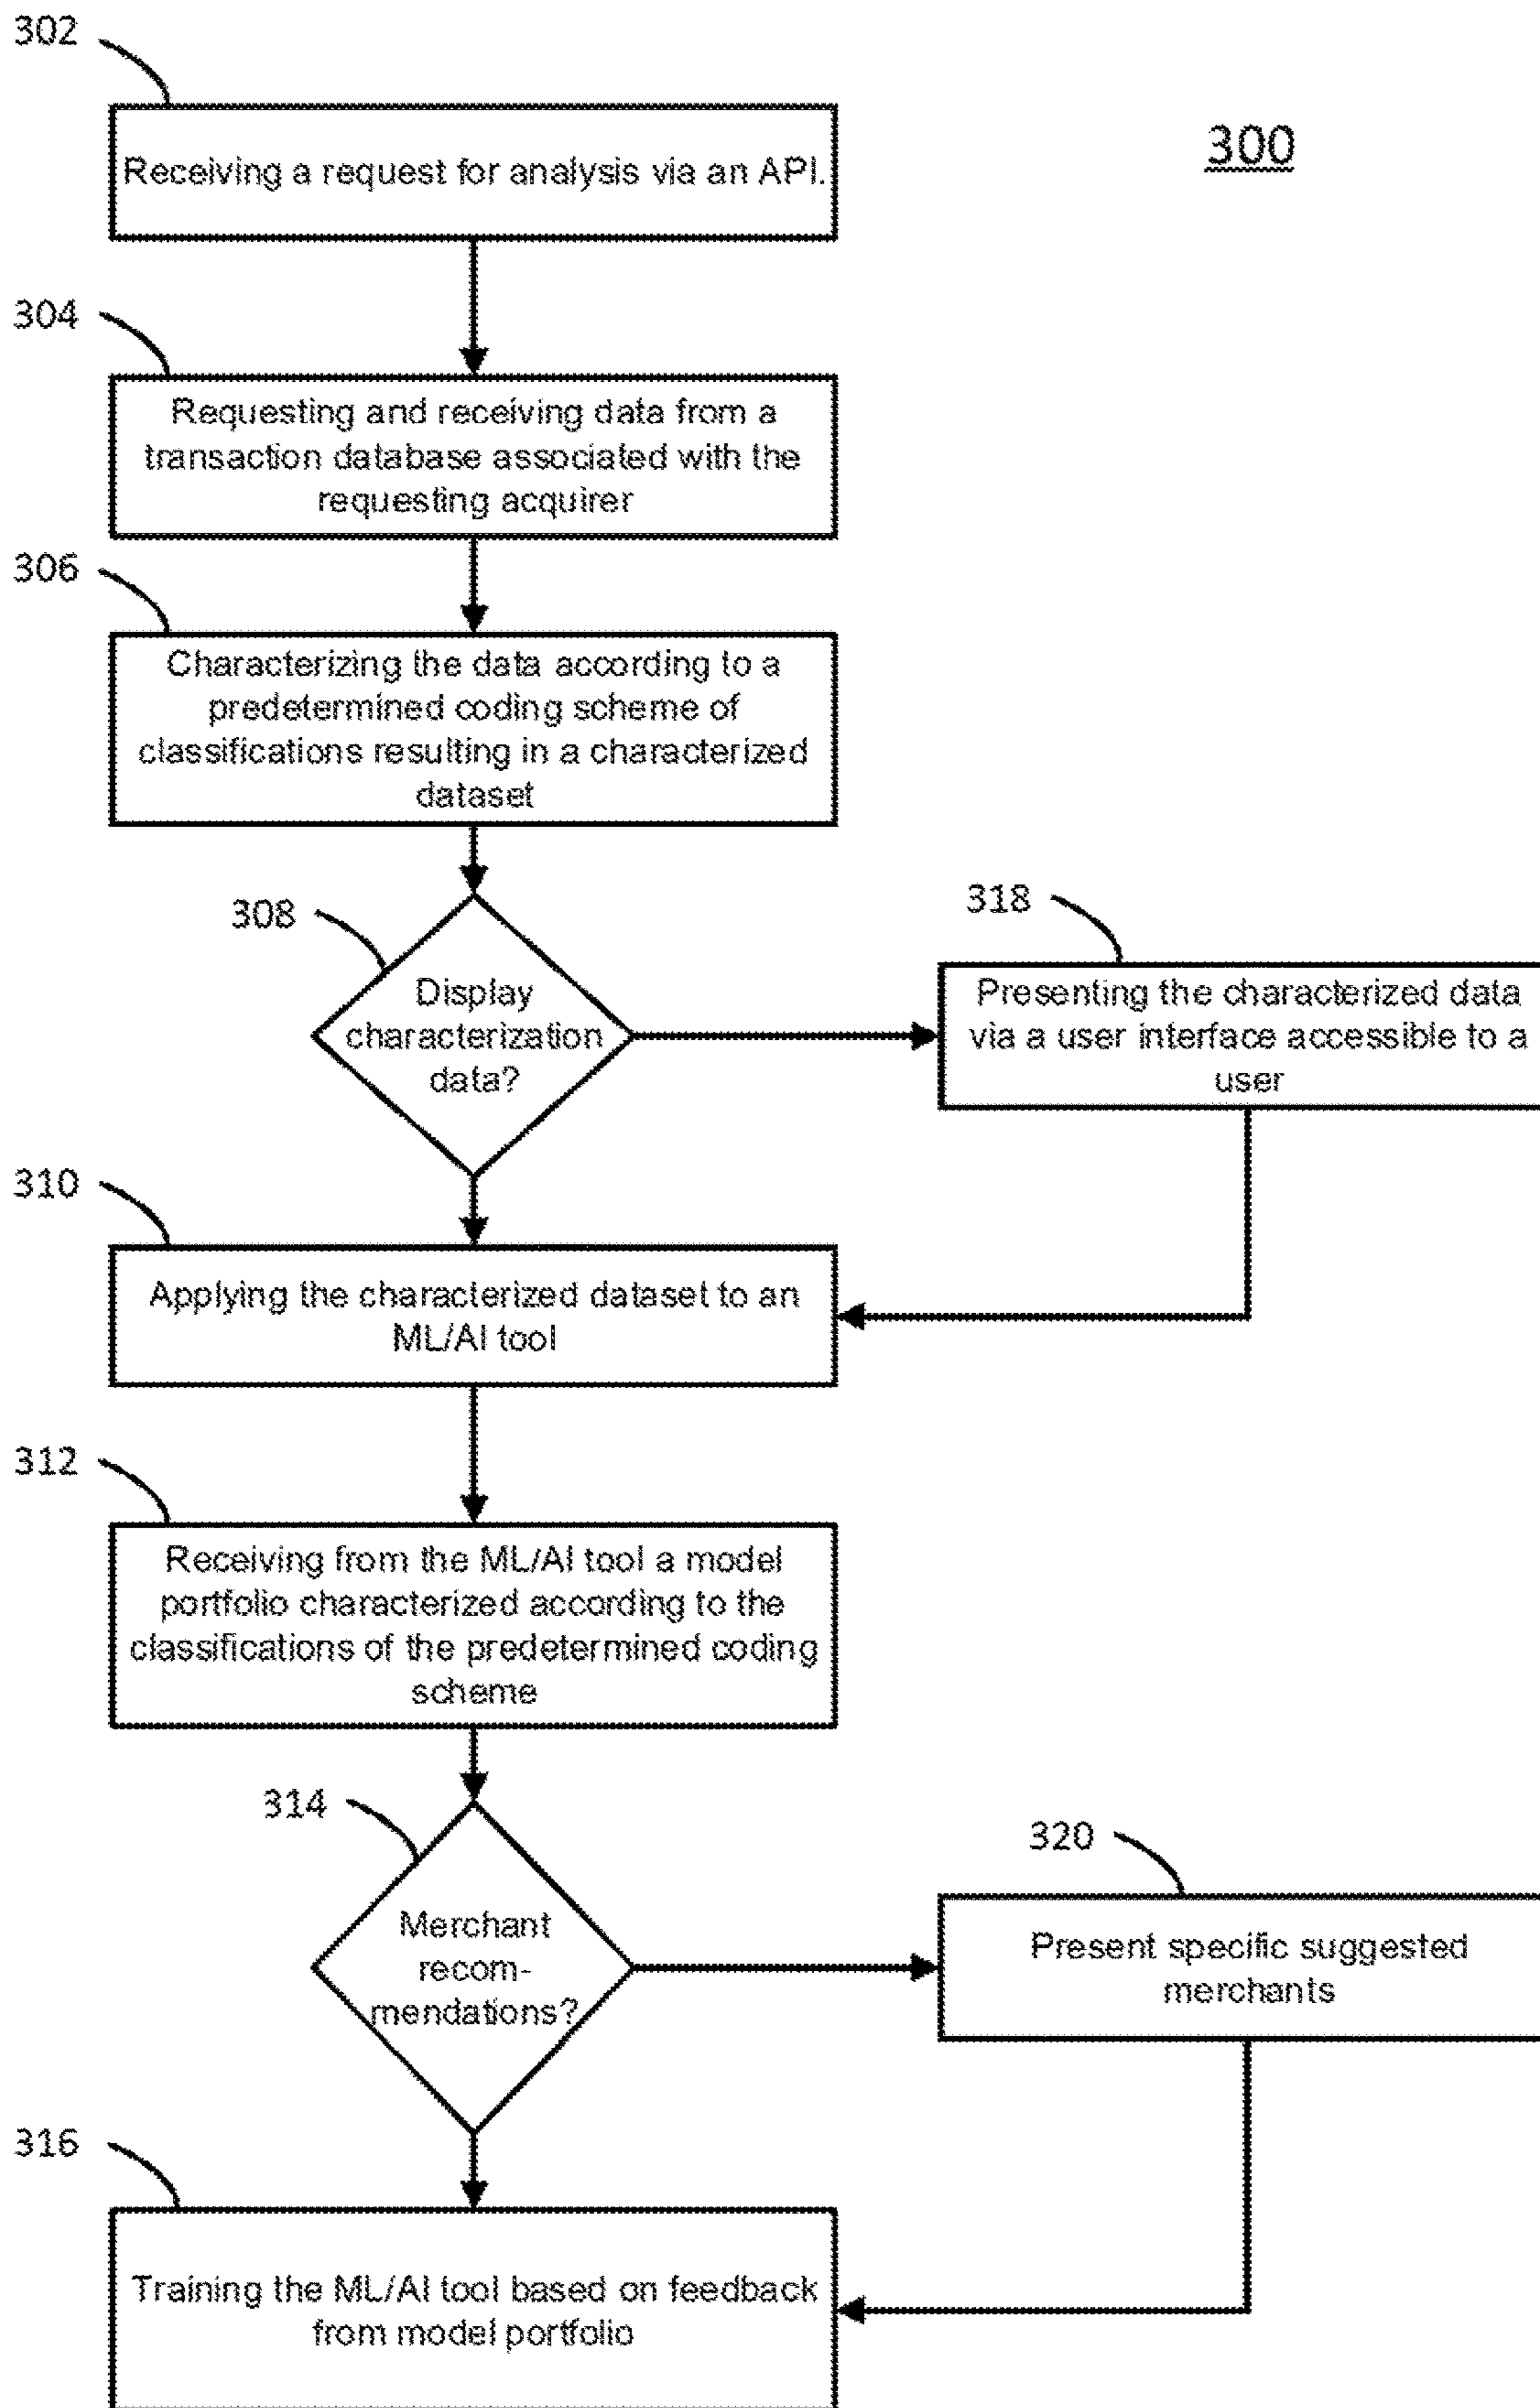 302
300
Receiving a request for analysis via an API.
304
Requesting and receiving data from a
transaction database associated with the
requesting acquirer
306
Characterizing the data according to a
predetermined coding scheme of
classifications resulting in a characterized
dataset
308
Display
characterization
data?
318
Presenting the characterized data
via a user interface accessible to a
user
310
Applying the characterized dataset to an
ML/AI tool
312
Receiving from the ML/AI tool a model
portfolio characterized according to the
classifications of the predetermined coding
scheme
314
Merchant
recom-
mendations?
320
Present specific suggested
merchants
316
Training the ML/AI tool based on feedback
from model portfolio